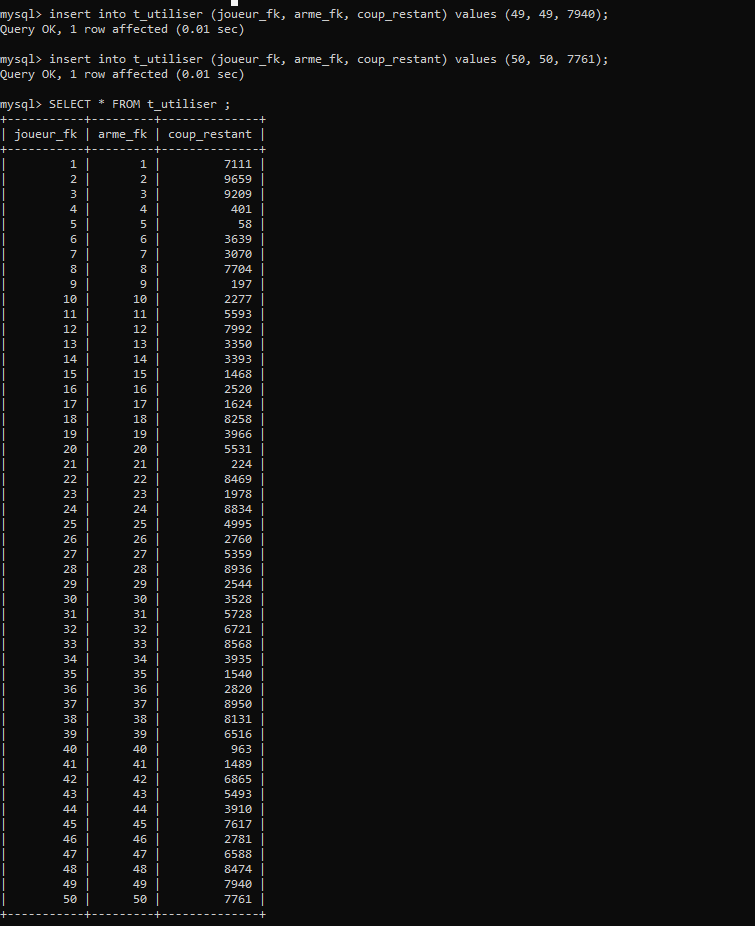 mysql> insert into t_utiliser (joueur_fk, arme_fk, coup_restant) values (49, 49, 7940);
Query OK, 1 row affected (0.01 sec)

mysql> insert into t_utiliser (joueur_fk, arme_fk, coup_restant) values (50, 50, 7761);
Query OK, 1 row affected (0.01 sec)

mysql> SELECT * FROM t_utiliser ;
+-----------+---------+--------------+
| joueur_fk | arme_fk | coup_restant |
+-----------+---------+--------------+
|         1 |       1 |         7111 |
|         2 |       2 |         9659 |
|         3 |       3 |         9209 |
|         4 |       4 |          401 |
|         5 |       5 |           58 |
|         6 |       6 |         3639 |
|         7 |       7 |         3070 |
|         8 |       8 |         7704 |
|         9 |       9 |          197 |
|        10 |      10 |         2277 |
|        11 |      11 |         5593 |
|        12 |      12 |         7992 |
|        13 |      13 |         3350 |
|        14 |      14 |         3393 |
|        15 |      15 |         1468 |
|        16 |      16 |         2520 |
|        17 |      17 |         1624 |
|        18 |      18 |         8258 |
|        19 |      19 |         3966 |
|        20 |      20 |         5531 |
|        21 |      21 |          224 |
|        22 |      22 |         8469 |
|        23 |      23 |         1978 |
|        24 |      24 |         8834 |
|        25 |      25 |         4995 |
|        26 |      26 |         2760 |
|        27 |      27 |         5359 |
|        28 |      28 |         8936 |
|        29 |      29 |         2544 |
|        30 |      30 |         3528 |
|        31 |      31 |         5728 |
|        32 |      32 |         6721 |
|        33 |      33 |         8568 |
|        34 |      34 |         3935 |
|        35 |      35 |         1540 |
|        36 |      36 |         2820 |
|        37 |      37 |         8950 |
|        38 |      38 |         8131 |
|        39 |      39 |         6516 |
|        40 |      40 |          963 |
|        41 |      41 |         1489 |
|        42 |      42 |         6865 |
|        43 |      43 |         5493 |
|        44 |      44 |         3910 |
|        45 |      45 |         7617 |
|        46 |      46 |         2781 |
|        47 |      47 |         6588 |
|        48 |      48 |         8474 |
|        49 |      49 |         7940 |
|        50 |      50 |         7761 |
+-----------+---------+--------------+